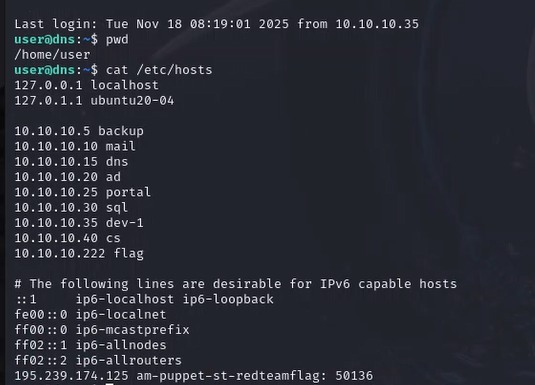 Last login: Tue Nov 18 08:19:01 2025 from 10.10.10.35
user@dns:~$ pwd
/home/user
user@dns:~$ cat /etc/hosts
127.0.0.1 localhost
127.0.1.1 ubuntu20-04
10.10.10.5 backup
10.10.10.10 mail
10.10.10.15 dns
10.10.10.20 ad
10.10.10.25 portal
10.10.10.30 sql
10.10.10.35 dev-1
10.10.10.40 cs
10.10.10.222 flag
# The following lines are desirable for IPv6 capable hosts
::1     ip6-localhost ip6-loopback
fe00::0 ip6-localnet
ff00::0 ip6-mcastprefix
ff02::1 ip6-allnodes
ff02::2 ip6-allrouters
195.239.174.125 am-puppet-st-redteamflag: 50136